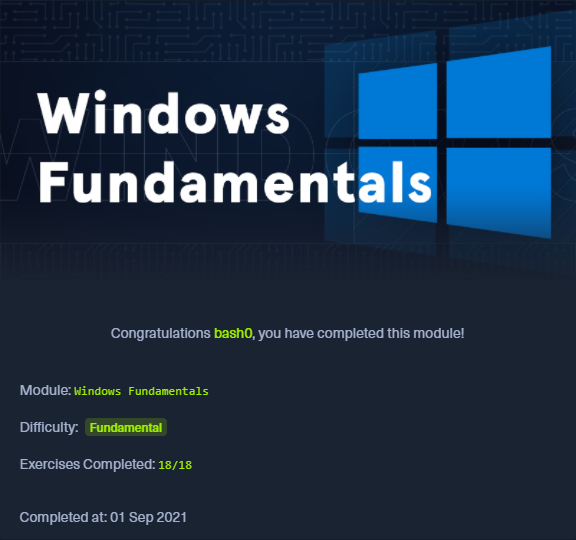 Windows
Fundamentals
Congratulations bash0, you have completed this module!
Module: Windows Fundamentals
Difficulty: Fundamental
Exercises Completed: 18/18
Completed at: 01 Sep 2021